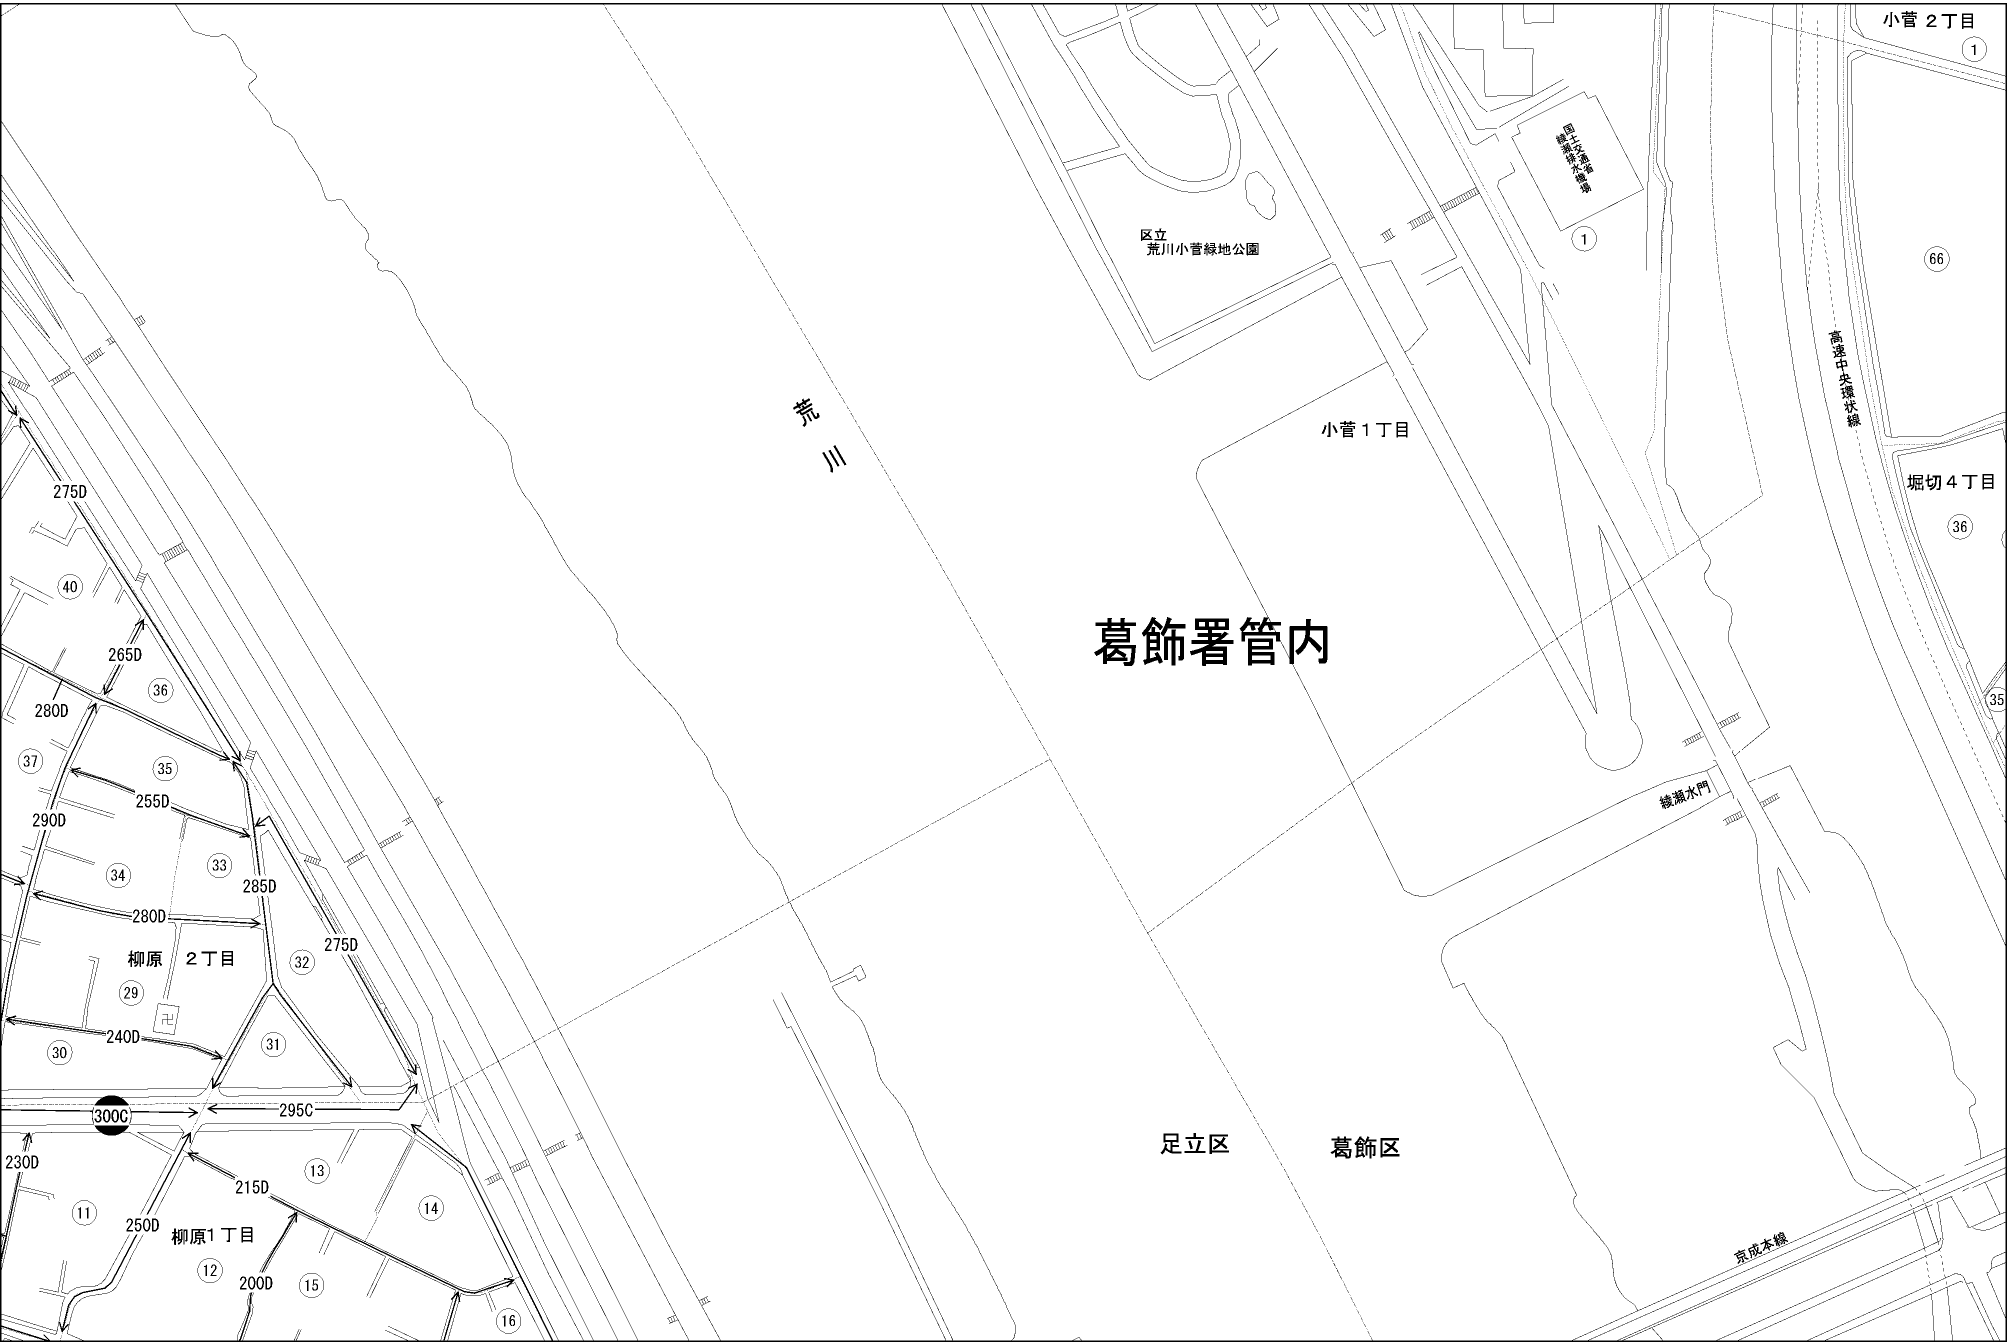 小菅 2丁目
1
国土交通省
綾瀬排水機場
1
区立
荒川小菅緑地公園
66
高速中央環状線
荒川
小菅1丁目
堀切4丁目
36
35
275D
40
265D
36
280D
37
35
255D
290D
33
34
285D
280D
275D
柳原 2丁目
32
29
卍
240D
31
30
300C
295C
葛飾署管内
綾瀬水門
足立区
葛飾区
京成本線
230D
13
215D
14
11
250D
柳原1丁目
12
200D
15
16